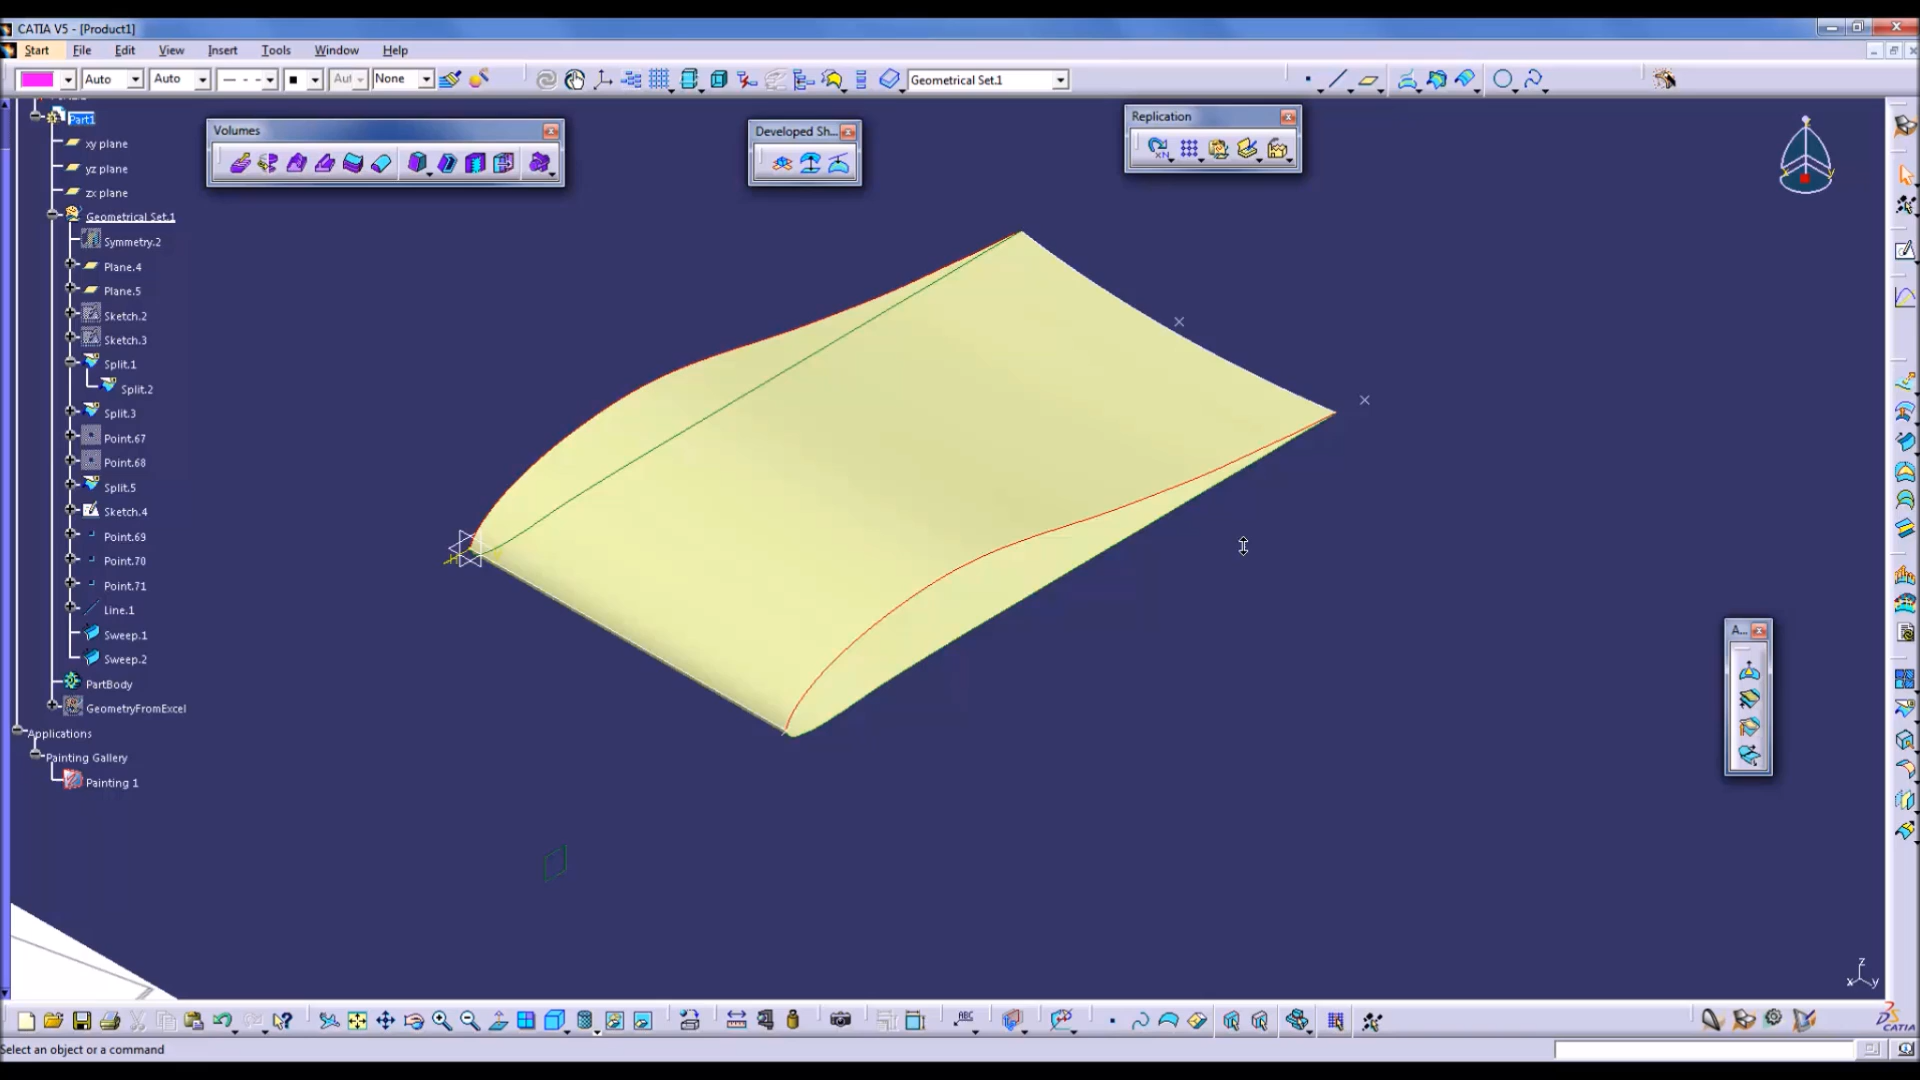 CATIA V5 - [Product1]
Start File Edit View Insert Tools Window Help
Auto Auto Aut None Geometrical Set.1
Part1
xy plane
yz plane
zx plane
Geometrical Set.1
Symmetry.2
Plane.4
Plane.5
Sketch.2
Sketch.3
Split.1
Split.2
Split.3
Point.67
Point.68
Split.5
Sketch.4
Point.69
Point.70
Point.71
Line.1
Sweep.1
Sweep.2
PartBody
GeometryFromExcel
Applications
Painting Gallery
Painting 1
Volumes
Developed Sh...
Replication
A...
H
z
x y
ABC
CATIA
Select an object or a command